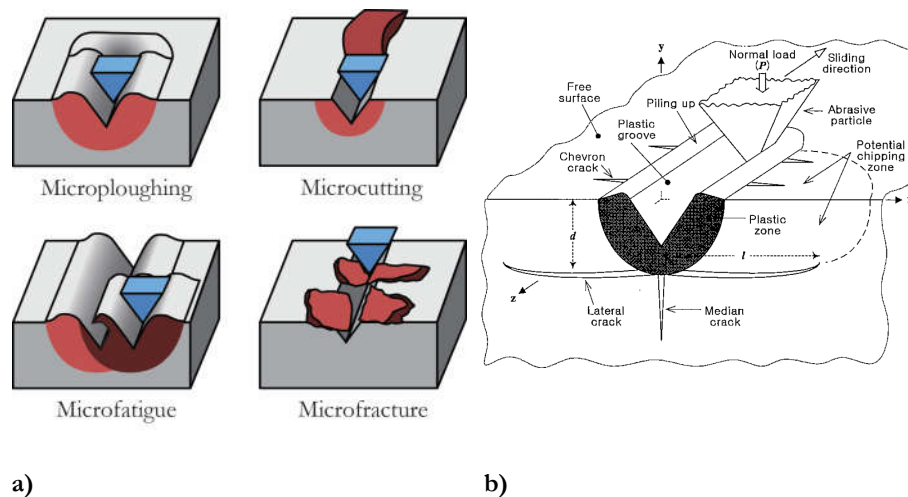 Microploughing
Microcutting
Microfatigue
Microfracture
a)
y
Normal load
(P)
Sliding
direction
Free
surface
Piling up
Plastic
groove
Abrasive
particle
Chevron
crack
Potential
chipping
zone
d
Plastic
zone
l
z
Lateral
crack
Median
crack
b)